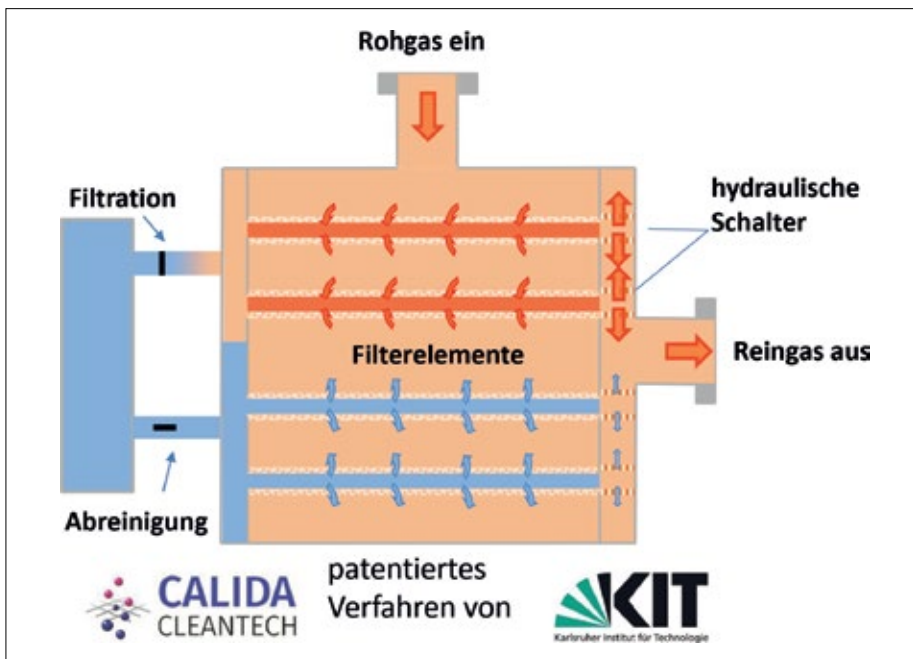 Rohgas ein
Filtration
hydraulische
Schalter
Filterelemente
Reingas aus
Abreinigung
CALIDA
CLEANTECH
patentiertes
Verfahren von
KIT
Karlsruher Institut für Technologie